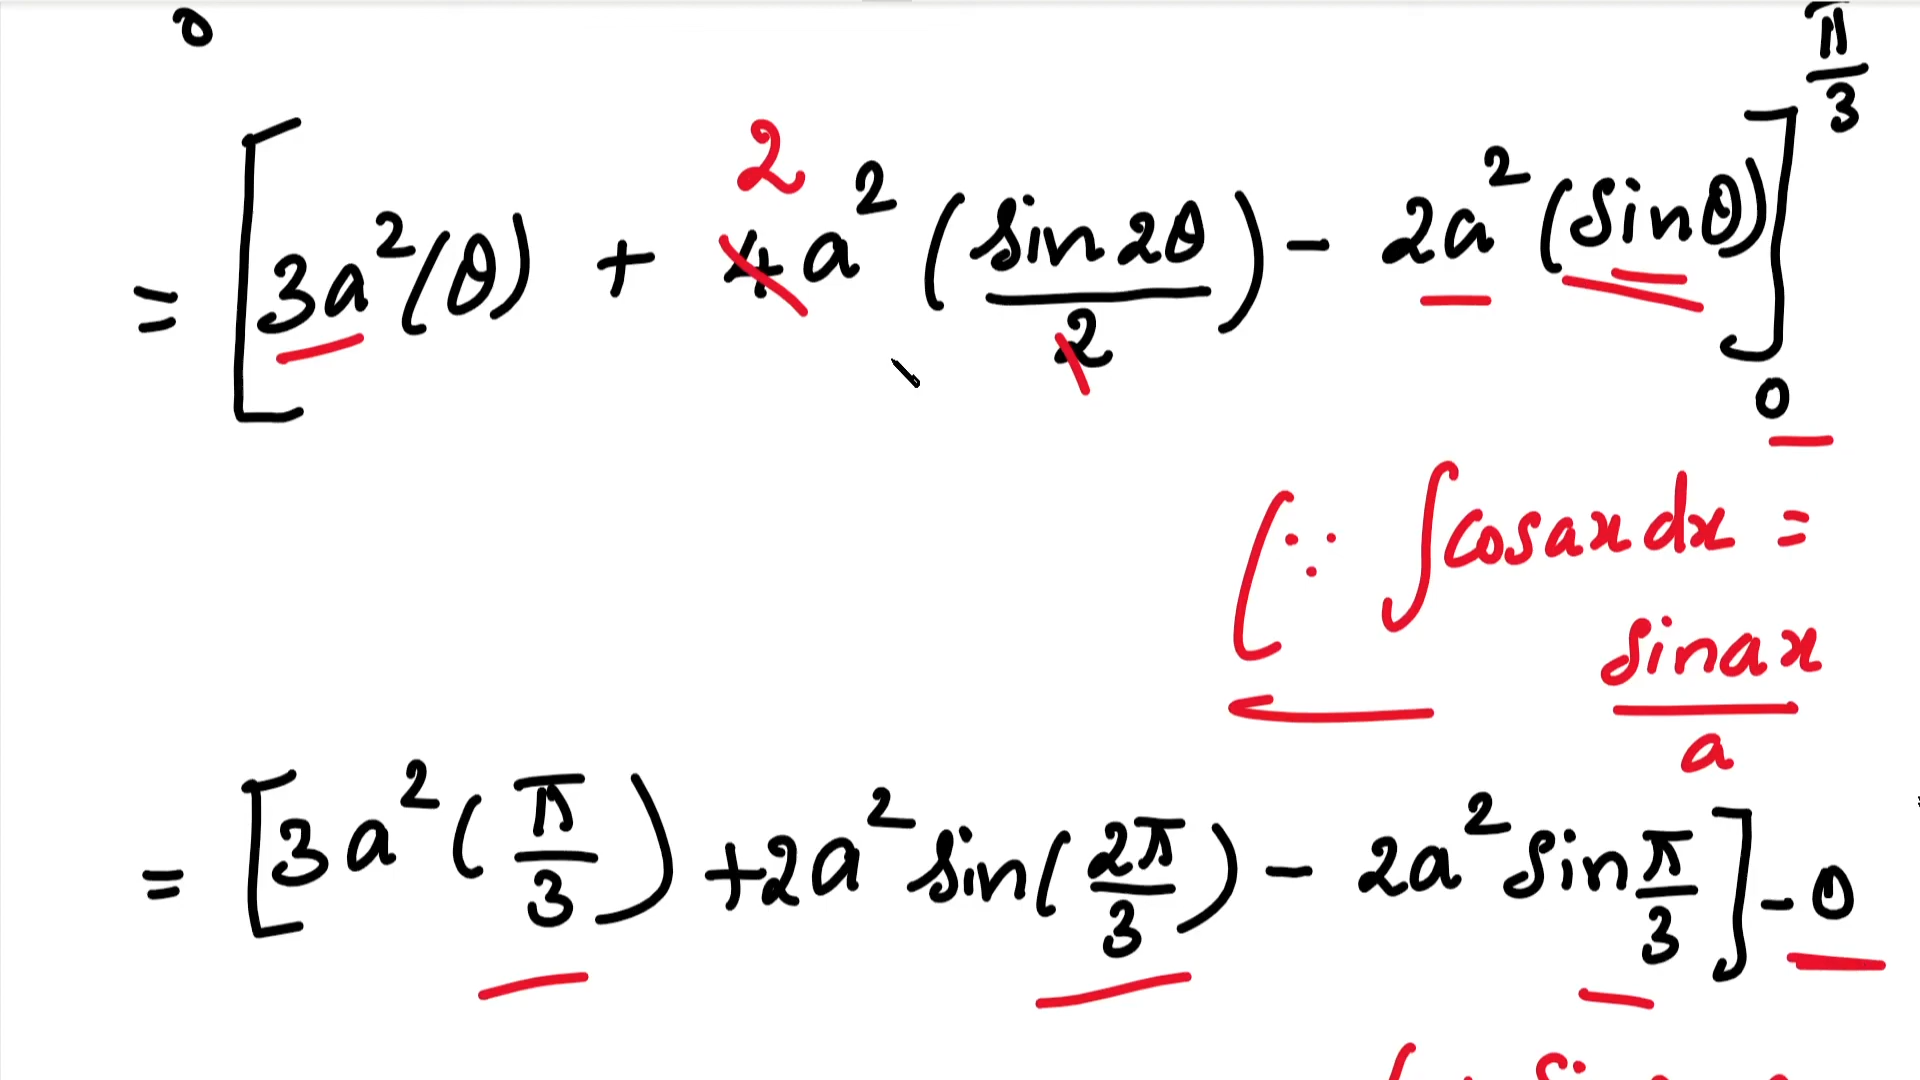 0
= [3a²(θ) + 4a² (sin2θ/2) - 2a² (sinθ)]₀^(π/3)
2
(∵ ∫cosax dx =
sinax/a
= [3a²(π/3) + 2a² sin(2π/3) - 2a² sin π/3] - 0